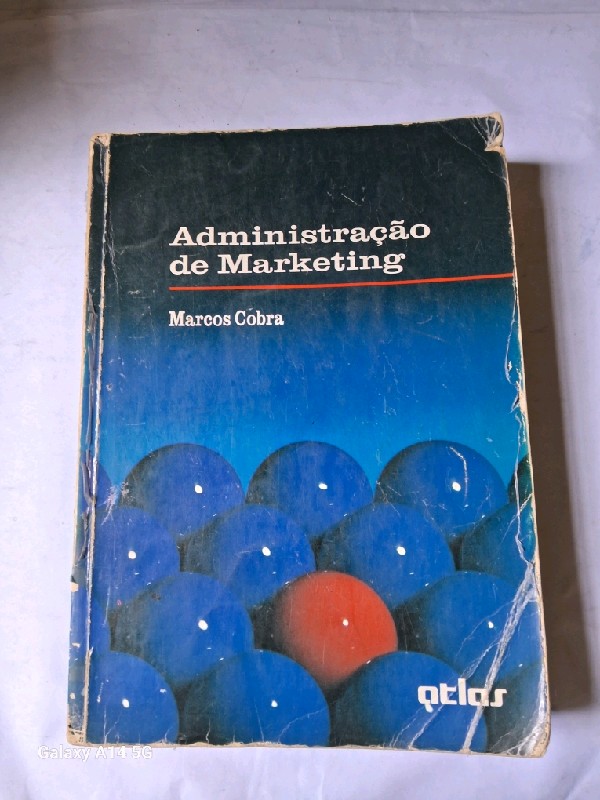 Administração
de Marketing
Marcos Cobra
atlas
Galaxy A14 5G